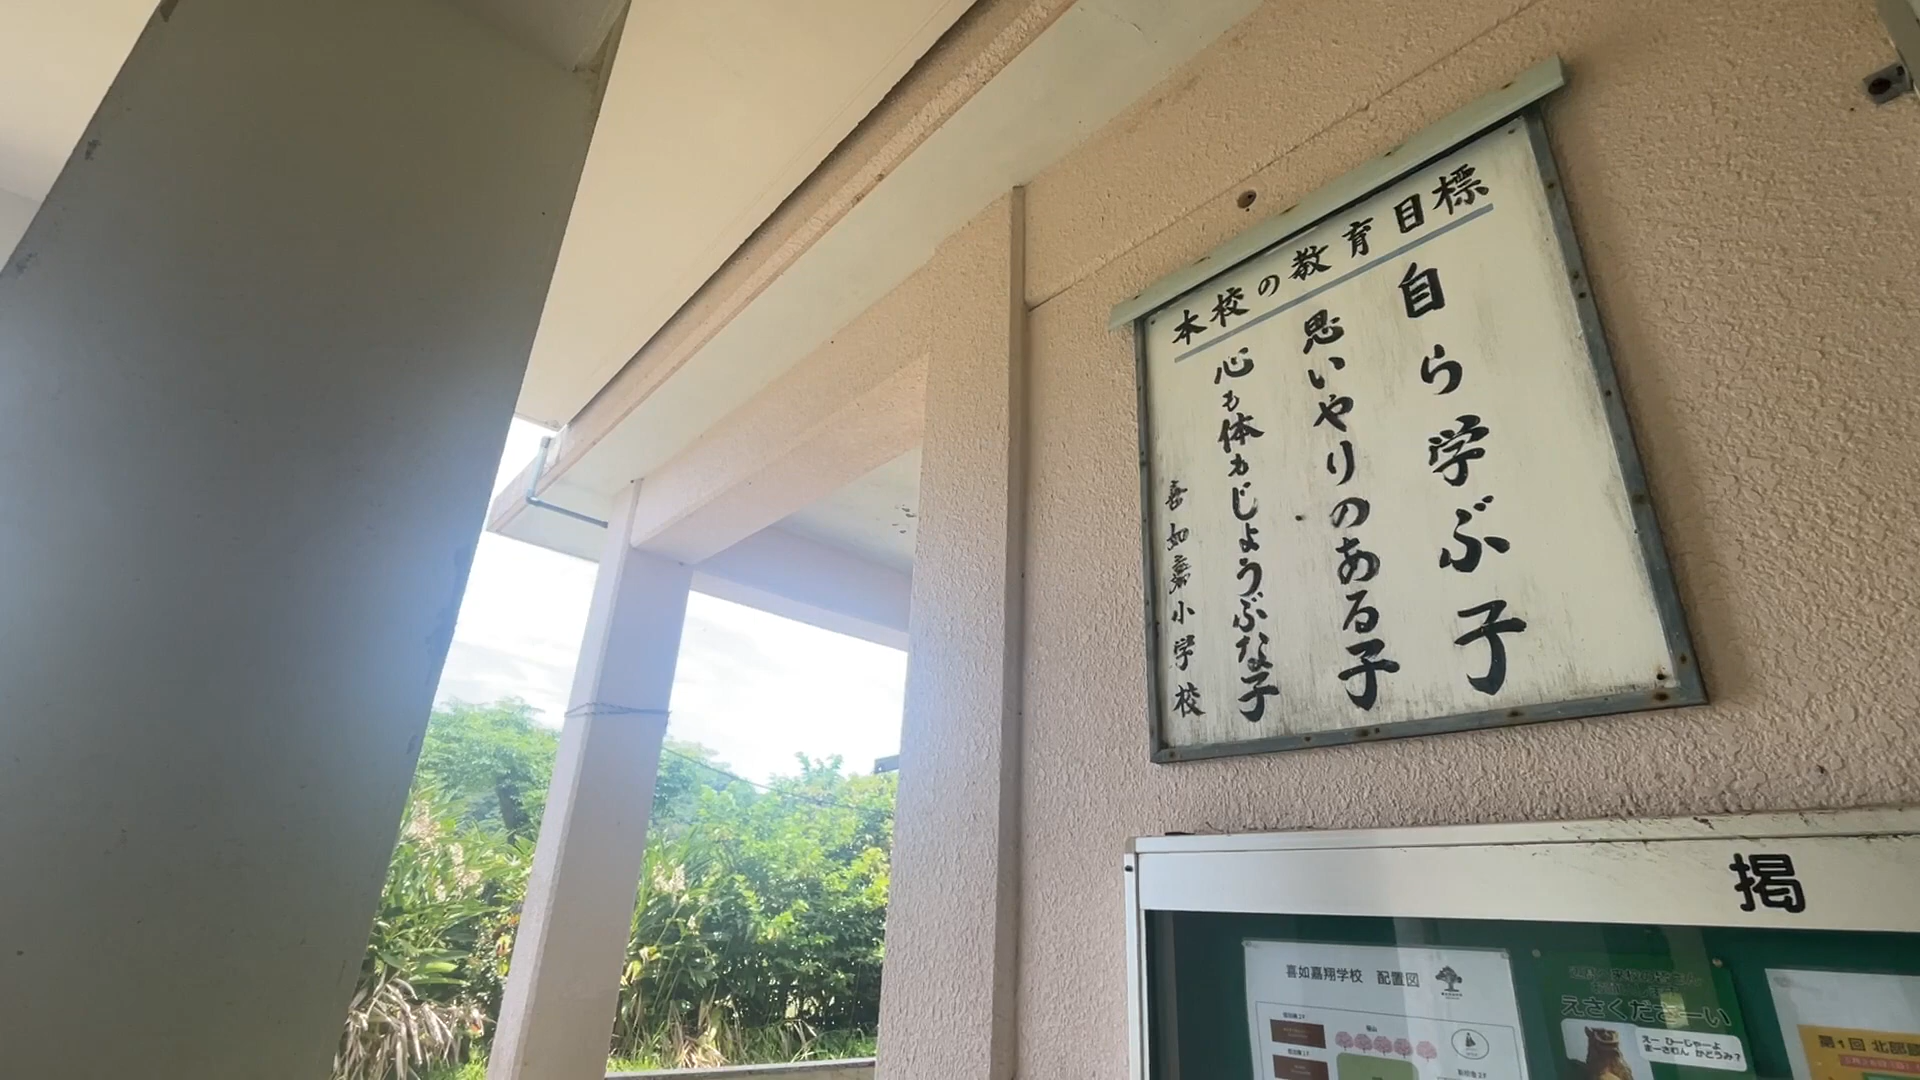 本校の教育目標
自ら学ぶ子
思いやりのある子
心も体もじょうぶな子
喜如嘉小学校
掲
喜如嘉翔学校 配置図
えさくださーい
えー ひーじゃーよ
まーさむん かとうみ?
第1回 北部